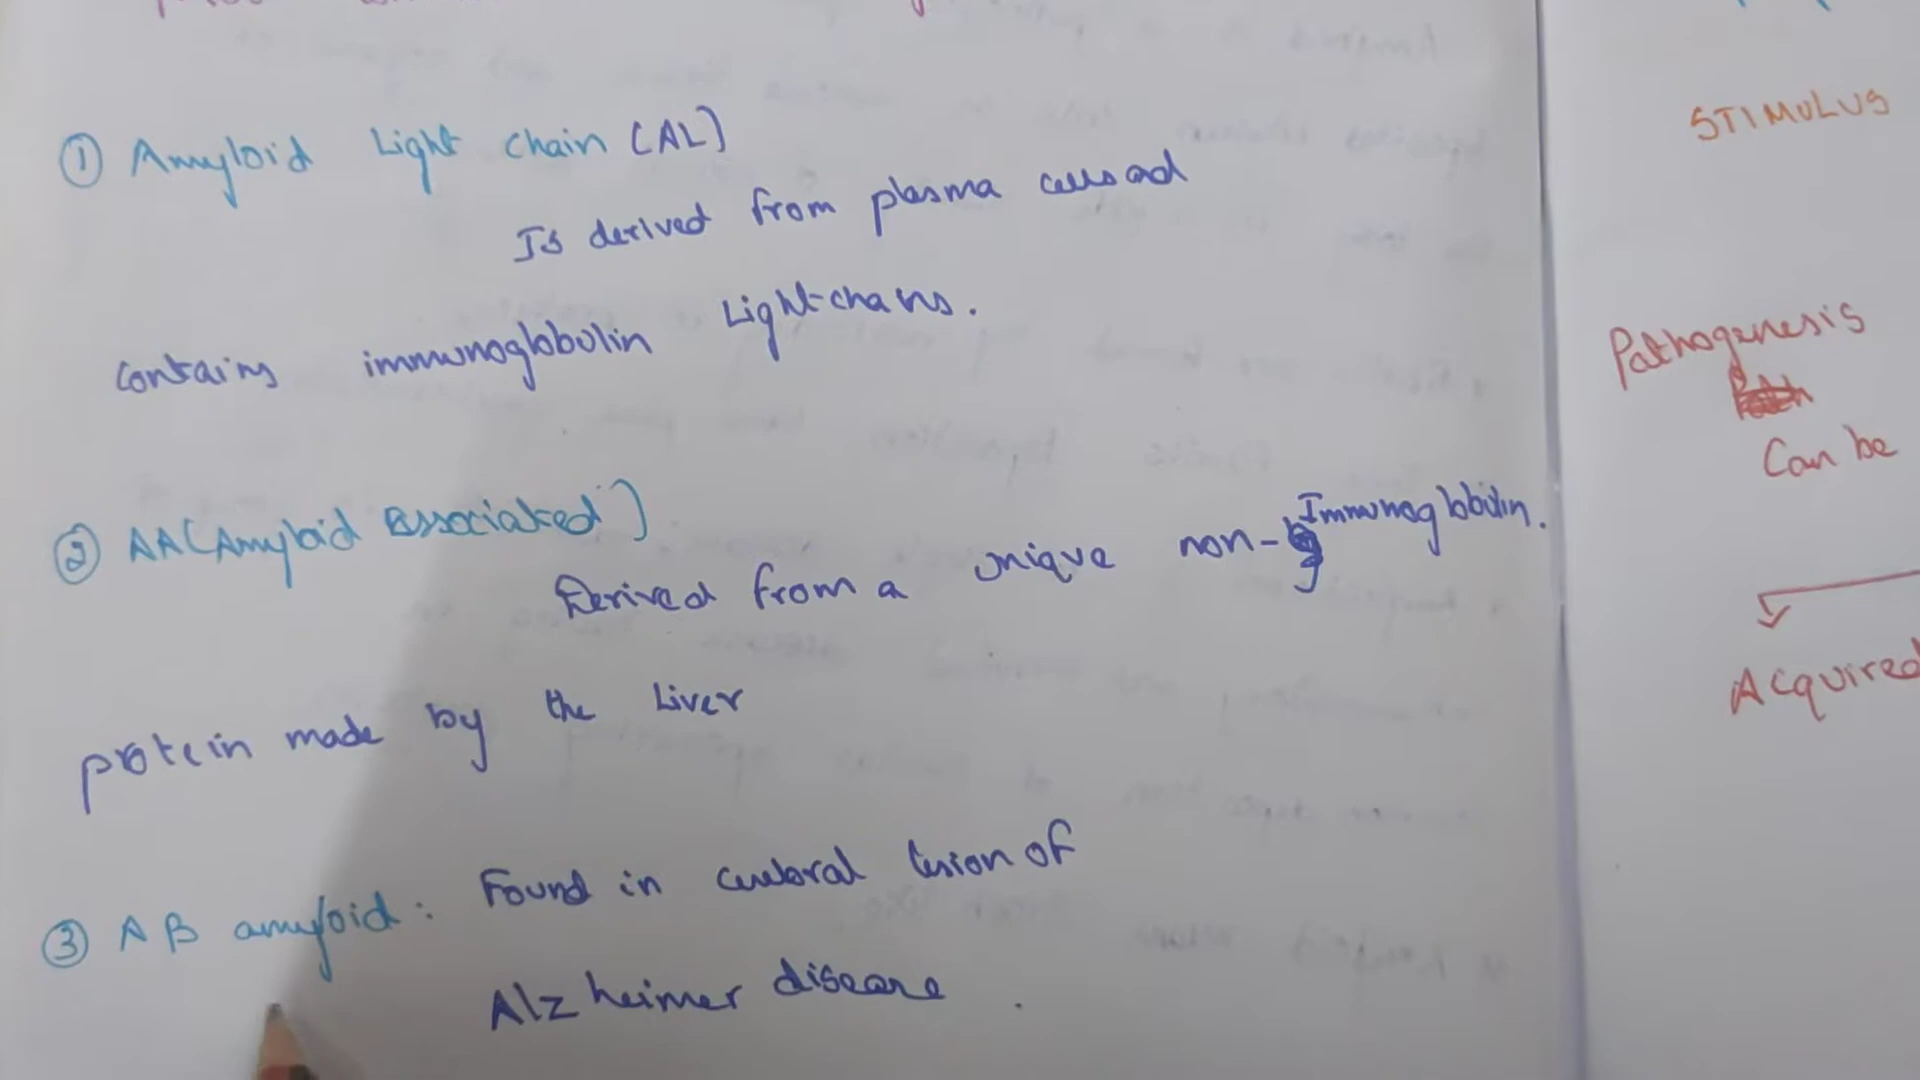 ① Amyloid Light chain (AL)
Is derived from plasma cells ad
contains immunoglobulin Light-chans.
② AA (Amyloid associated)
Derived from a unique non-Immunoglobulin.
protein made by the Liver
③ A β amyloid: Found in cerebral lesion of
Alzheimer disease.
STIMULUS
Pathogenesis
Can be
Acquired